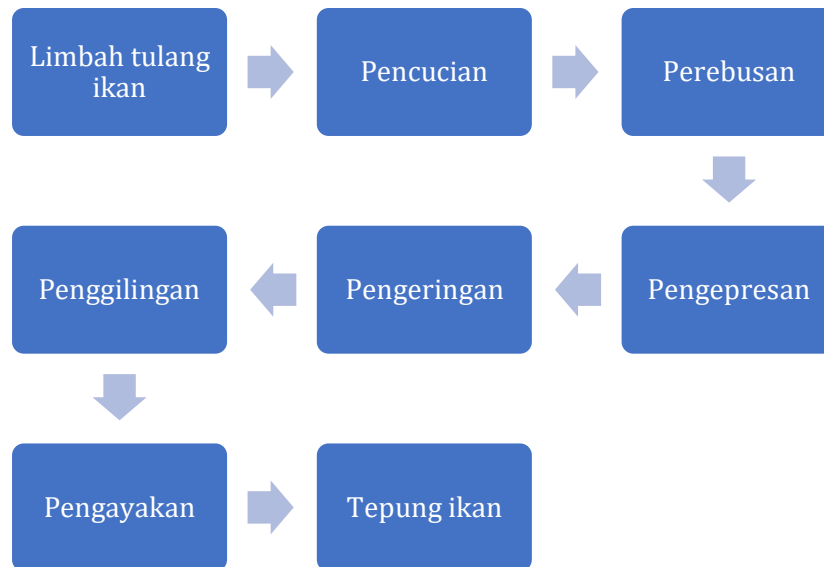 Limbah tulang
ikan
Pencucian
Perebusan
Pengepresan
Pengeringan
Penggilingan
Pengayakan
Tepung ikan